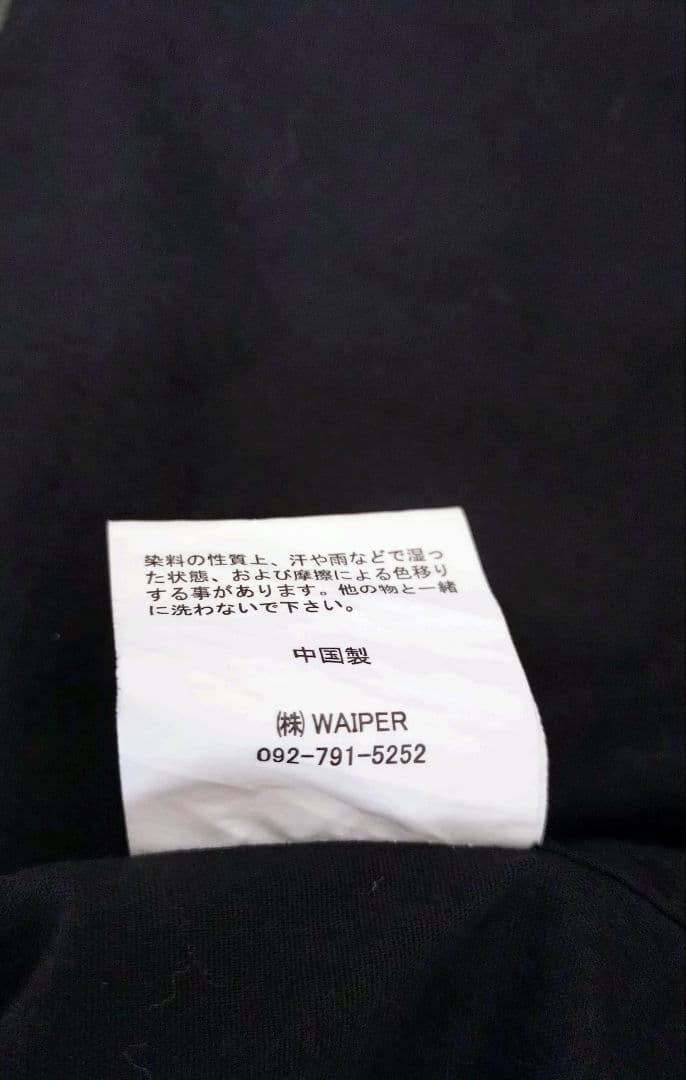 染料の性質上、汗や雨などで湿っ
た状態、および摩擦による色移り
する事があります。他の物と一緒
に洗わないで下さい。
中国製
㈱ WAIPER
092-791-5252